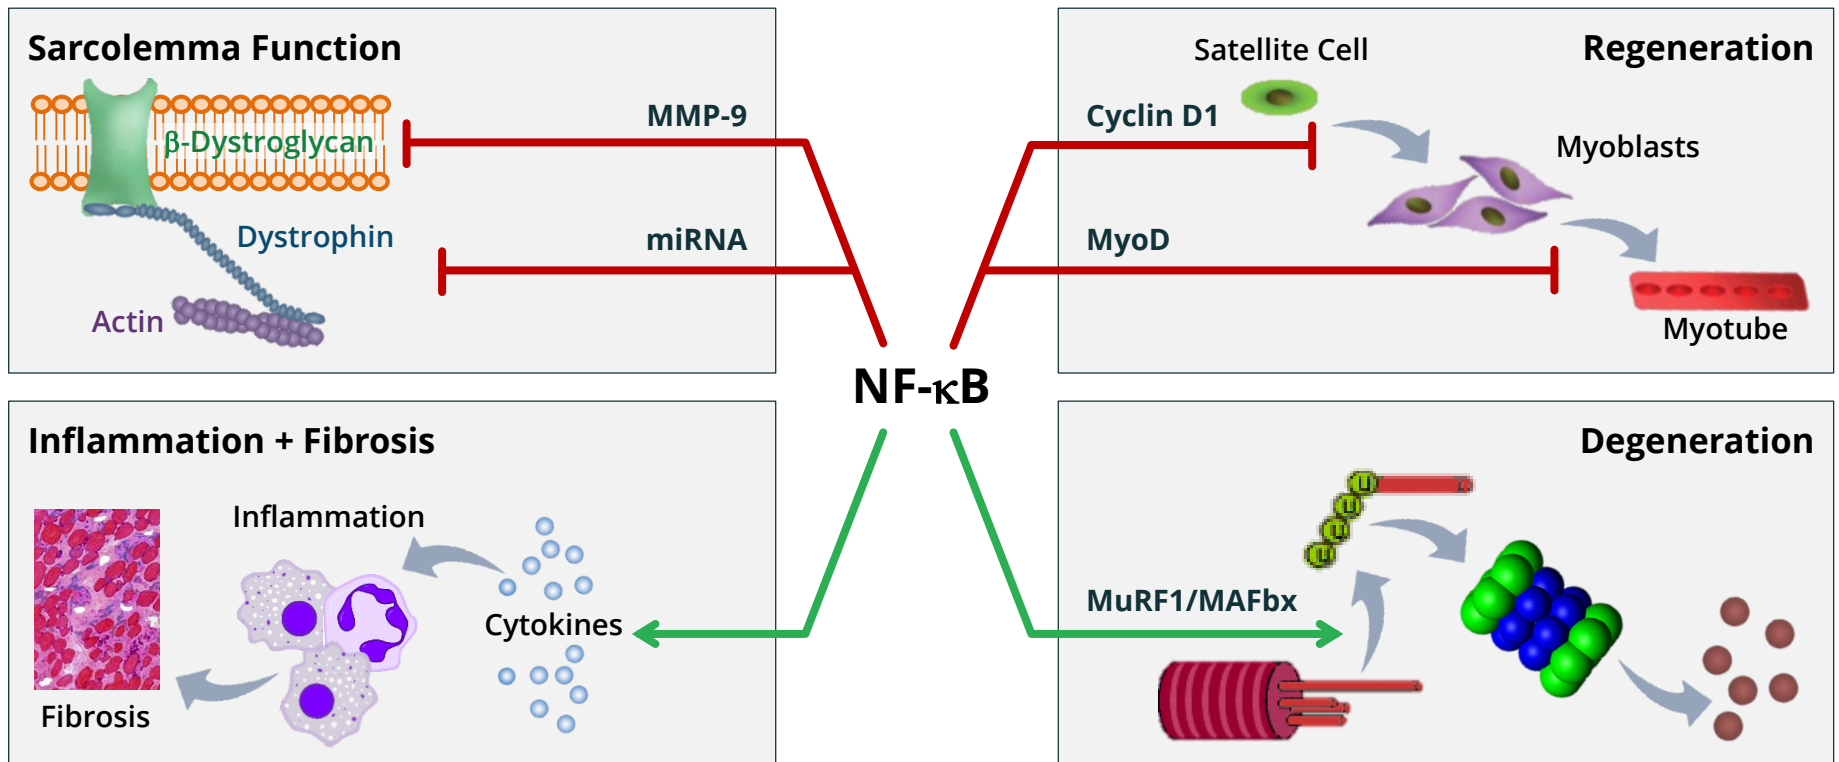 Sarcolemma Function
β-Dystroglycan
Dystrophin
Actin
MMP-9
miRNA
Regeneration
Satellite Cell
Cyclin D1
Myoblasts
MyoD
Myotube
NF-κB
Inflammation + Fibrosis
Inflammation
Cytokines
Fibrosis
Degeneration
MuRF1/MAFbx